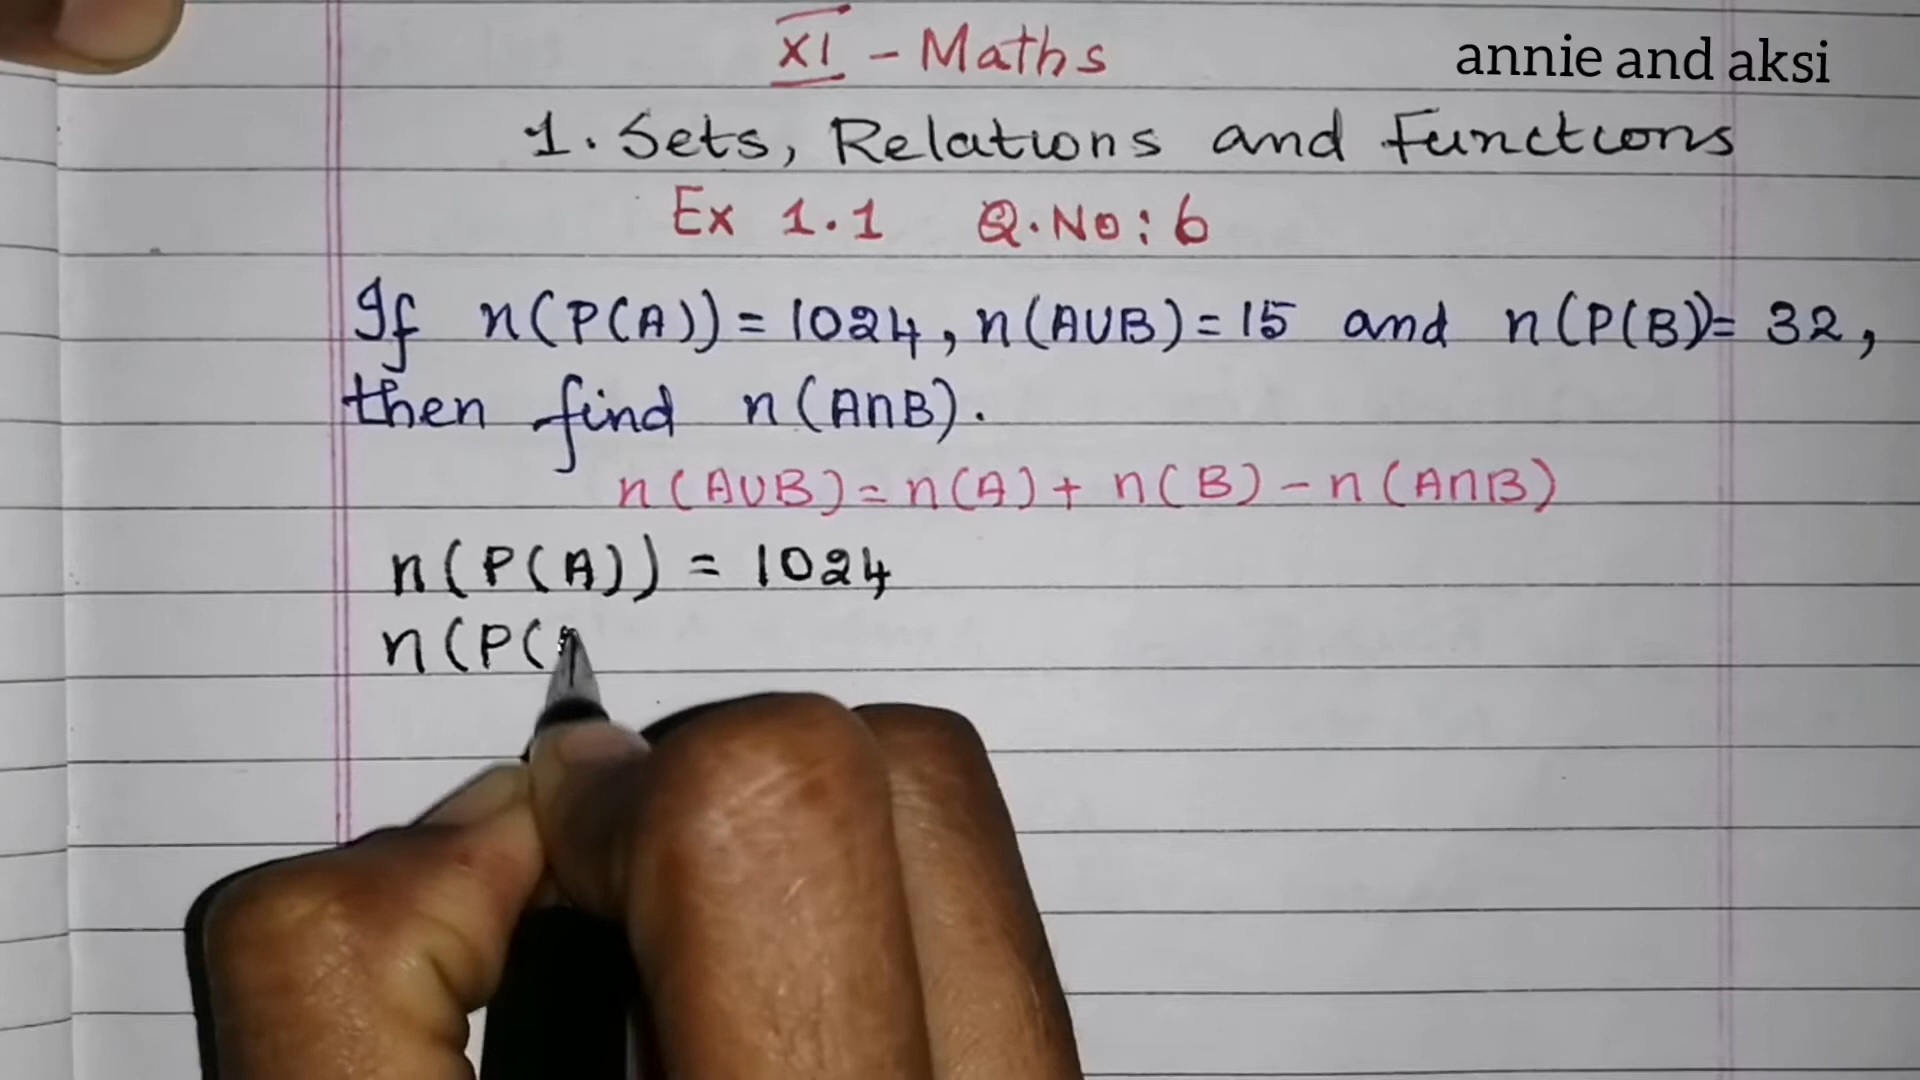 XI - Maths
annie and aksi
1. Sets, Relations and Functions
Ex 1.1 Q.No: 6
If n(P(A)) = 1024, n(A∪B) = 15 and n(P(B)) = 32,
then find n(A∩B).
n(A∪B) = n(A) + n(B) - n(A∩B)
n(P(A)) = 1024
n(P(